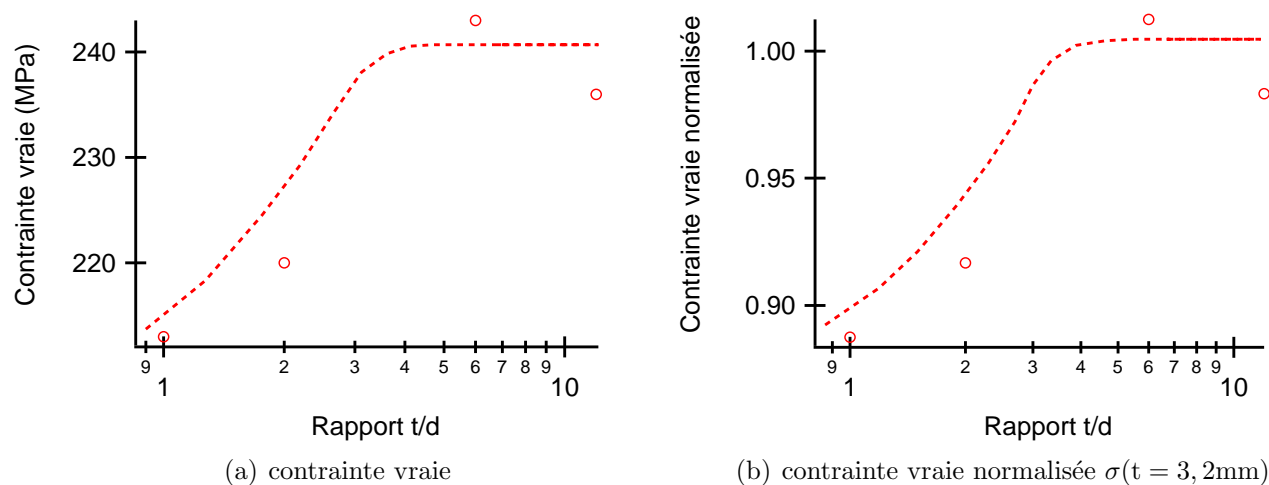 Contrainte vraie (MPa)
240
230
220
9 2 3 4 5 6 7 8 9
1 10
Rapport t/d
(a) contrainte vraie
Contrainte vraie normalisée
1.00
0.95
0.90
9 2 3 4 5 6 7 8 9
1 10
Rapport t/d
(b) contrainte vraie normalisée σ(t = 3, 2mm)